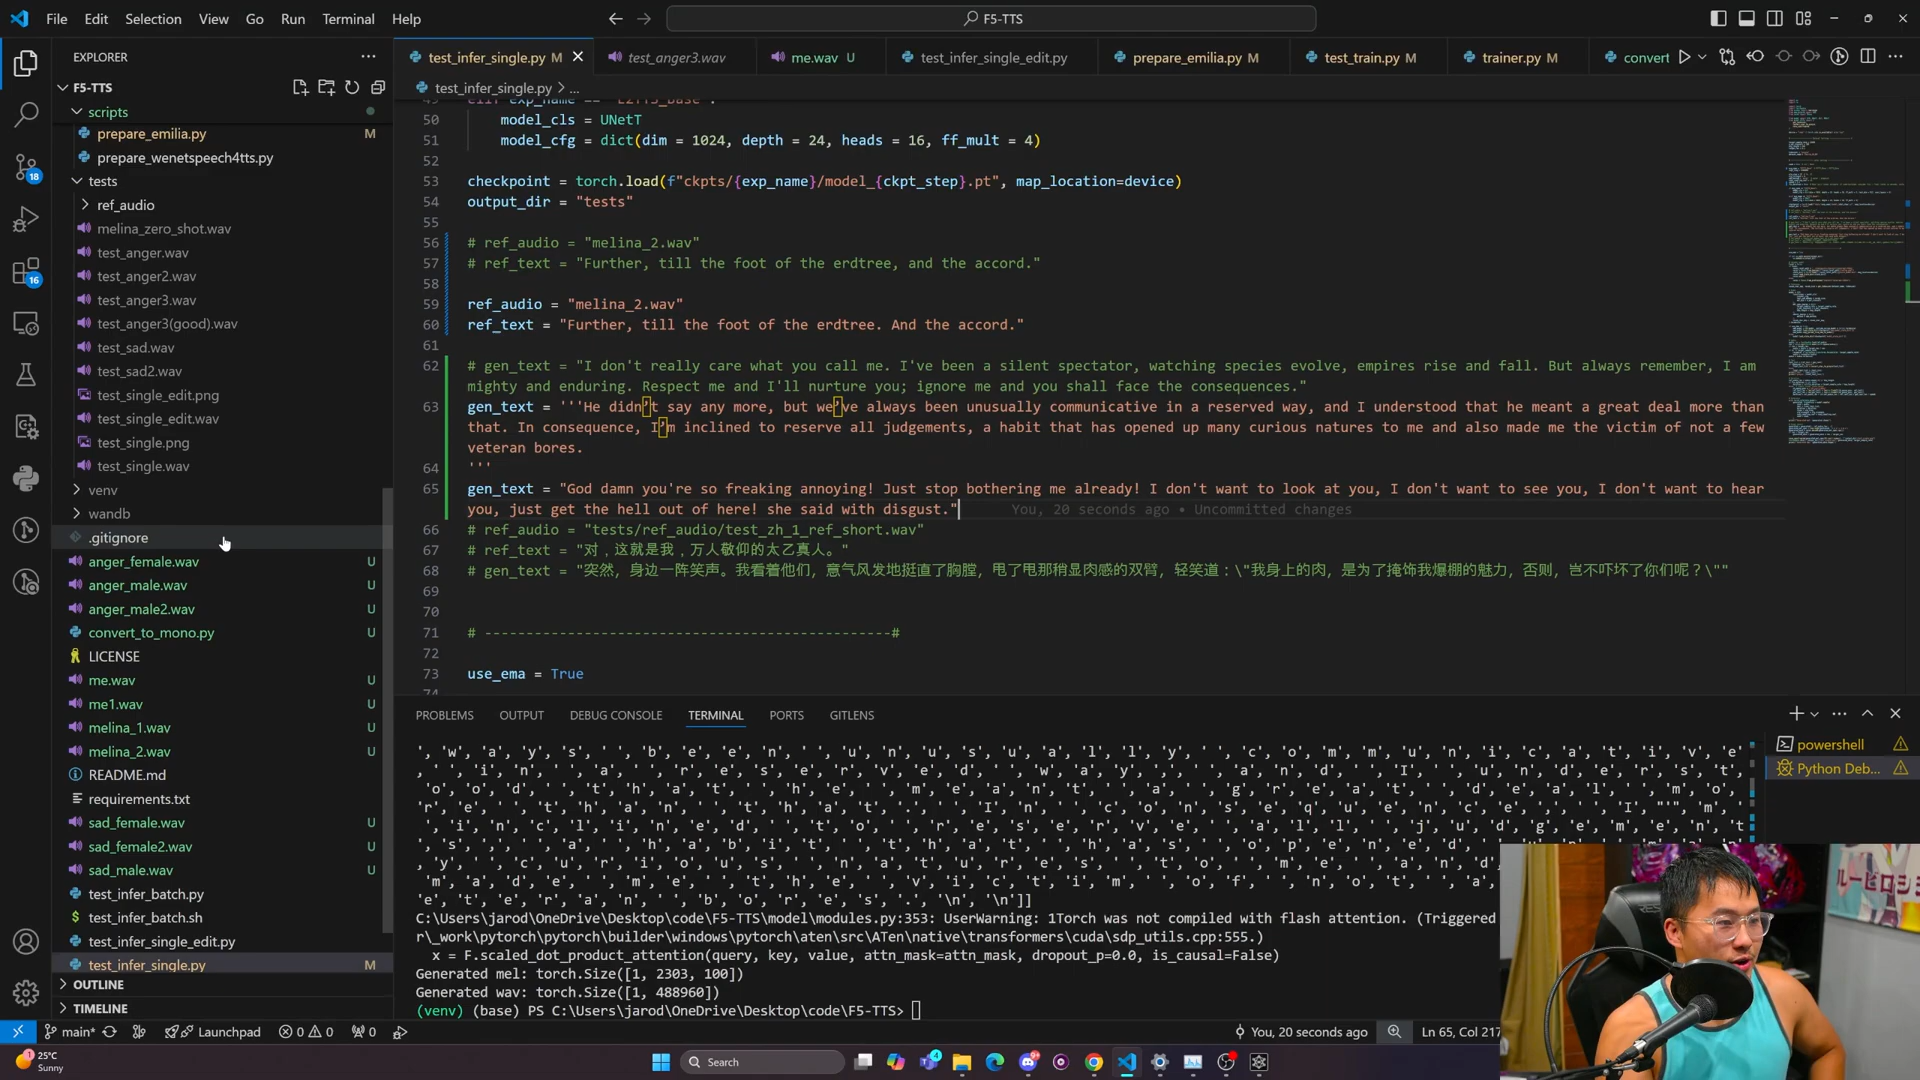 File Edit Selection View Go Run Terminal Help
F5-TTS
EXPLORER
test_infer_single.py M
test_anger3.wav
me.wav U
test_infer_single_edit.py
prepare_emilia.py M
test_train.py M
trainer.py M
convert
F5-TTS
test_infer_single.py > ...
scripts
prepare_emilia.py M
prepare_wenetspeech4tts.py
tests
ref_audio
melina_zero_shot.wav
test_anger.wav
test_anger2.wav
test_anger3.wav
test_anger3(good).wav
test_sad.wav
test_sad2.wav
test_single_edit.png
test_single_edit.wav
test_single.png
test_single.wav
venv
wandb
.gitignore
anger_female.wav U
anger_male.wav U
anger_male2.wav U
convert_to_mono.py U
LICENSE
me.wav U
me1.wav U
melina_1.wav U
melina_2.wav U
README.md
requirements.txt
sad_female.wav U
sad_female2.wav U
sad_male.wav U
test_infer_batch.py
test_infer_batch.sh
test_infer_single_edit.py
test_infer_single.py M
OUTLINE
TIMELINE
18
16
50 model_cls = UNetT
51 model_cfg = dict(dim = 1024, depth = 24, heads = 16, ff_mult = 4)
52
53 checkpoint = torch.load(f"ckpts/{exp_name}/model_{ckpt_step}.pt", map_location=device)
54 output_dir = "tests"
55
56 # ref_audio = "melina_2.wav"
57 # ref_text = "Further, till the foot of the erdtree, and the accord."
58
59 ref_audio = "melina_2.wav"
60 ref_text = "Further, till the foot of the erdtree. And the accord."
61
62 # gen_text = "I don't really care what you call me. I've been a silent spectator, watching species evolve, empires rise and fall. But always remember, I am
mighty and enduring. Respect me and I'll nurture you; ignore me and you shall face the consequences."
63 gen_text = '''He didn’t say any more, but we’ve always been unusually communicative in a reserved way, and I understood that he meant a great deal more than
that. In consequence, I’m inclined to reserve all judgements, a habit that has opened up many curious natures to me and also made me the victim of not a few
veteran bores.
64 '''
65 gen_text = "God damn you're so freaking annoying! Just stop bothering me already! I don't want to look at you, I don't want to see you, I don't want to hear
you, just get the hell out of here! she said with disgust." You, 20 seconds ago • Uncommitted changes
66 # ref_audio = "tests/ref_audio/test_zh_1_ref_short.wav"
67 # ref_text = "对，这就是我，万人敬仰的太乙真人。"
68 # gen_text = "突然，身边一阵笑声。我看着他们，意气风发地挺直了胸膛，甩了甩那稍显肉感的双臂，轻笑道：\"我身上的肉，是为了掩饰我爆棚的魅力，否则，岂不吓坏了你们呢？\""
69
70
71 # -----------------------------------------------#
72
73 use_ema = True
74
PROBLEMS OUTPUT DEBUG CONSOLE TERMINAL PORTS GITLENS
powershell
Python Deb...
', 'w', 'a', 'y', 's', ' ', 'b', 'e', 'e', 'n', ' ', 'u', 'n', 'u', 's', 'u', 'a', 'l', 'l', 'y', ' ', 'c', 'o', 'm', 'm', 'u', 'n', 'i', 'c', 'a', 't', 'i', 'v', 'e'
, ' ', 'i', 'n', ' ', 'a', ' ', 'r', 'e', 's', 'e', 'r', 'v', 'e', 'd', ' ', 'w', 'a', 'y', ',', ' ', 'a', 'n', 'd', ' ', 'I', ' ', 'u', 'n', 'd', 'e', 'r', 's', 't',
C:\Users\jarod\OneDrive\Desktop\code\F5-TTS\model\modules.py:353: UserWarning: 1Torch was not compiled with flash attention. (Triggered
r\_work\pytorch\pytorch\builder\windows\pytorch\aten\src\ATen\native\transformers\cuda\sdp_utils.cpp:555.)
x = F.scaled_dot_product_attention(query, key, value, attn_mask=attn_mask, dropout_p=0.0, is_causal=False)
Generated mel: torch.Size([1, 2303, 100])
Generated wav: torch.Size([1, 488960])
(venv) (base) PS C:\Users\jarod\OneDrive\Desktop\code\F5-TTS>
main* Launchpad 0 0 0
You, 20 seconds ago Ln 65, Col 217
25°C
Sunny
Search